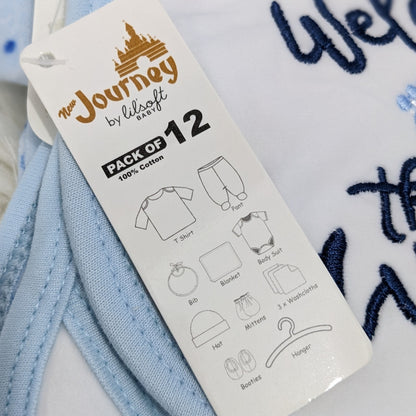 New
Journey
by lilsoft
BABY
PACK OF 12
100% Cotton
T Shirt
Pant
Bib
Blanket
Body Suit
Hat
Mittens
3 x Washcloths
Booties
Hanger